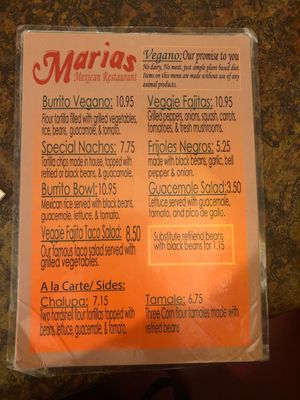 Marias
Mexican Restaurant
Vegano: Our promise to you
No dairy, No meat, just simple plant based diet.
Items on this menu are made without use of any
animal products.
Burrito Vegano: 10.95
Flour tortilla filled with grilled vegetables,
rice, beans, guacamole, & tomato.
Special Nachos: 7.75
Tortilla chips made in house, topped with
refried or black beans, & guacamole.
Burrito Bowl: 10.95
Mexican rice served with black beans,
guacamole, lettuce, & tomato.
Veggie Fajita Taco Salad: 8.50
Our famous taco salad served with
grilled vegetables.
Veggie Fajitas: 10.95
Grilled peppers, onions, squash, carrots,
tomatoes, & fresh mushrooms.
Frijoles Negros: 5.25
made with black beans, garlic, bell
pepper & onion.
Guacemole Salad: 3.50
Lettuce served with guacamole,
tomato, and pico de gallo.
Substitute refriend beans
with black beans for 1.15
A la Carte/ Sides:
Chalupa: 7.15
Two hardshell flour tortillas topped with
beans, lettuce, guacamole, & tomato.
Tamale: 6.75
Three Corn flour tamales made with
refried beans